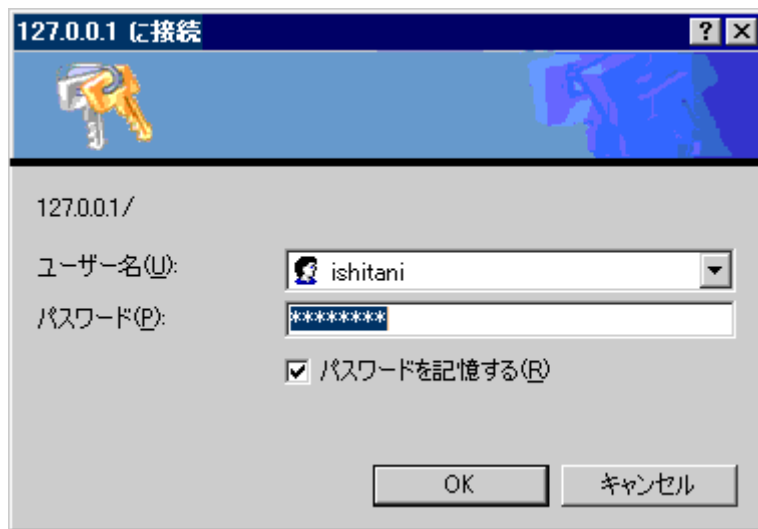 127.0.0.1 に接続
127.0.0.1/
ユーザー名(U):
ishitani
パスワード(P):
********
パスワードを記憶する(R)
OK
キャンセル